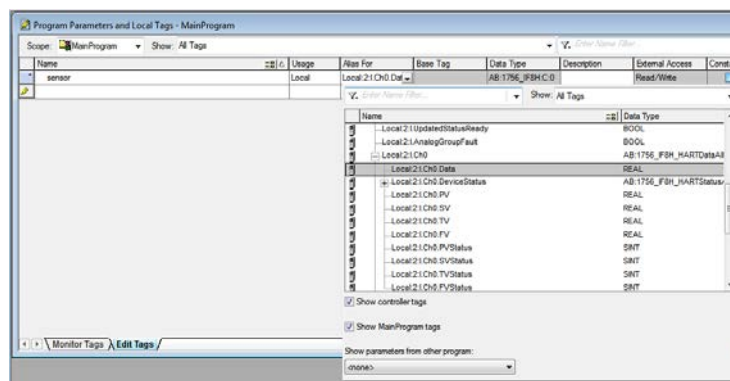 Program Parameters and Local Tags - MainProgram
Scope: MainProgram Show: All Tags Enter Name Filter...
Name Usage Alias For Base Tag Data Type Description External Access Const
sensor Local Local:2:I.Ch0.Dat AB:1756_IF8H:C:0 Read/Write
Enter Name Filter... Show: All Tags
Name Data Type
Local:2:I.UpdatedStatusReady BOOL
Local:2:I.AnalogGroupFault BOOL
Local:2:I.Ch0 AB:1756_IF8H_HARTDataAll
Local:2:I.Ch0.Data REAL
Local:2:I.Ch0.DeviceStatus AB:1756_IF8H_HARTStatus
Local:2:I.Ch0.PV REAL
Local:2:I.Ch0.SV REAL
Local:2:I.Ch0.TV REAL
Local:2:I.Ch0.FV REAL
Local:2:I.Ch0.PVStatus SINT
Local:2:I.Ch0.SVStatus SINT
Local:2:I.Ch0.TVStatus SINT
Local:2:I.Ch0.FVStatus SINT
Show controller tags
Show MainProgram tags
Monitor Tags Edit Tags
Show parameters from other program:
<none>